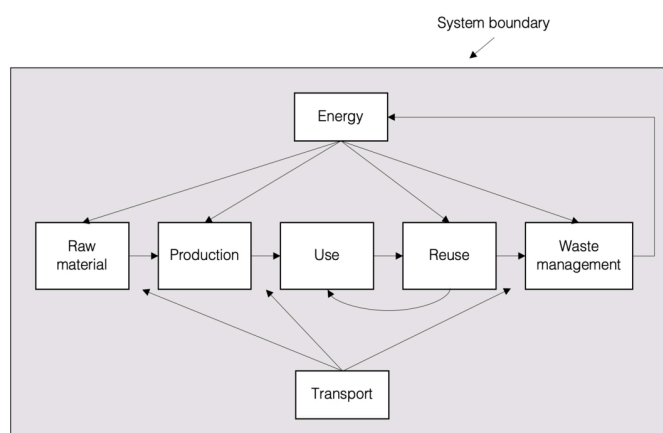 System boundary
Energy
Raw
material
Production
Use
Reuse
Waste
management
Transport